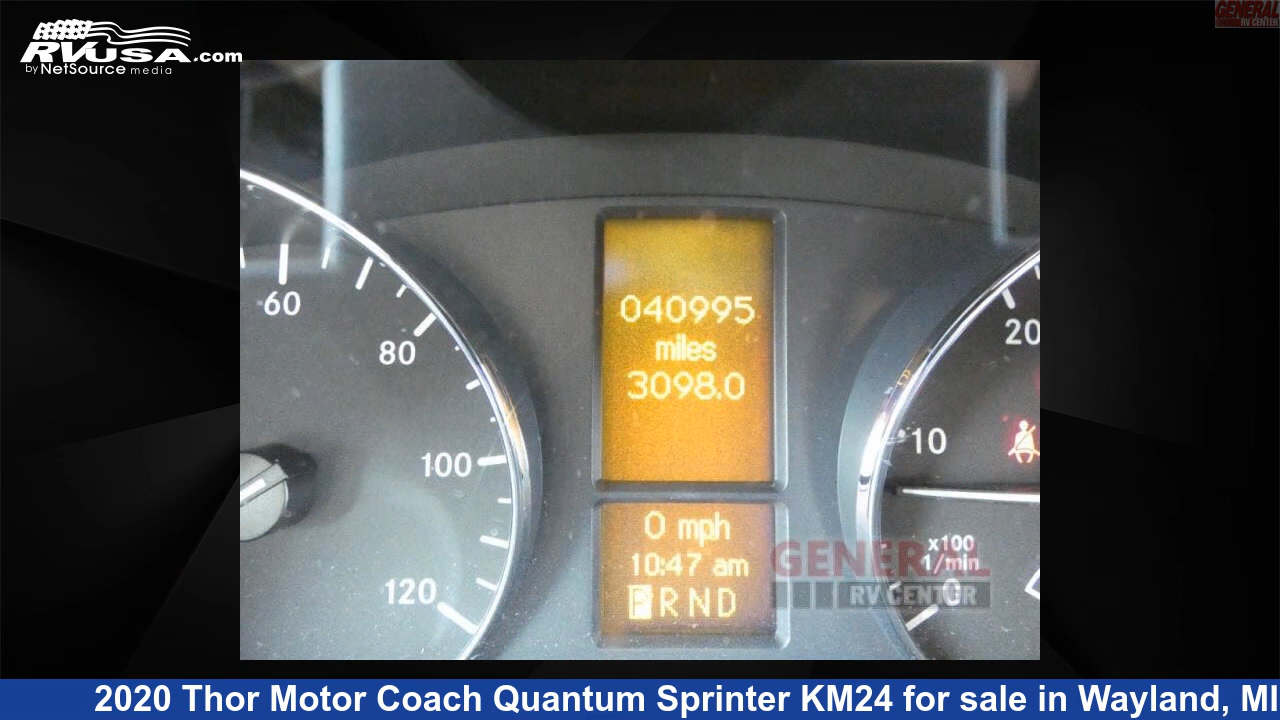 RVUSA.com
by NetSource media
GENERAL
RV CENTER
60
80
100
120
040995
miles
3098.0
0 mph
10:47 am
P R N D
20
10
x100
1/min
0
GENERAL
RV CENTER
2020 Thor Motor Coach Quantum Sprinter KM24 for sale in Wayland, MI